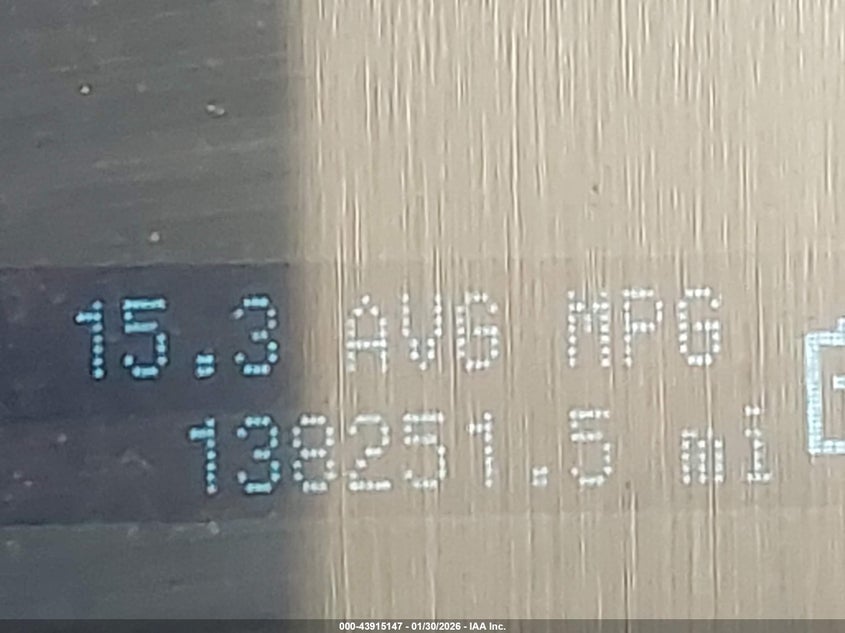 15.3 AVG MPG
138251.5 mi
000-43915147 - 01/30/2026 - IAA Inc.